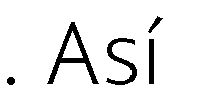 . Así